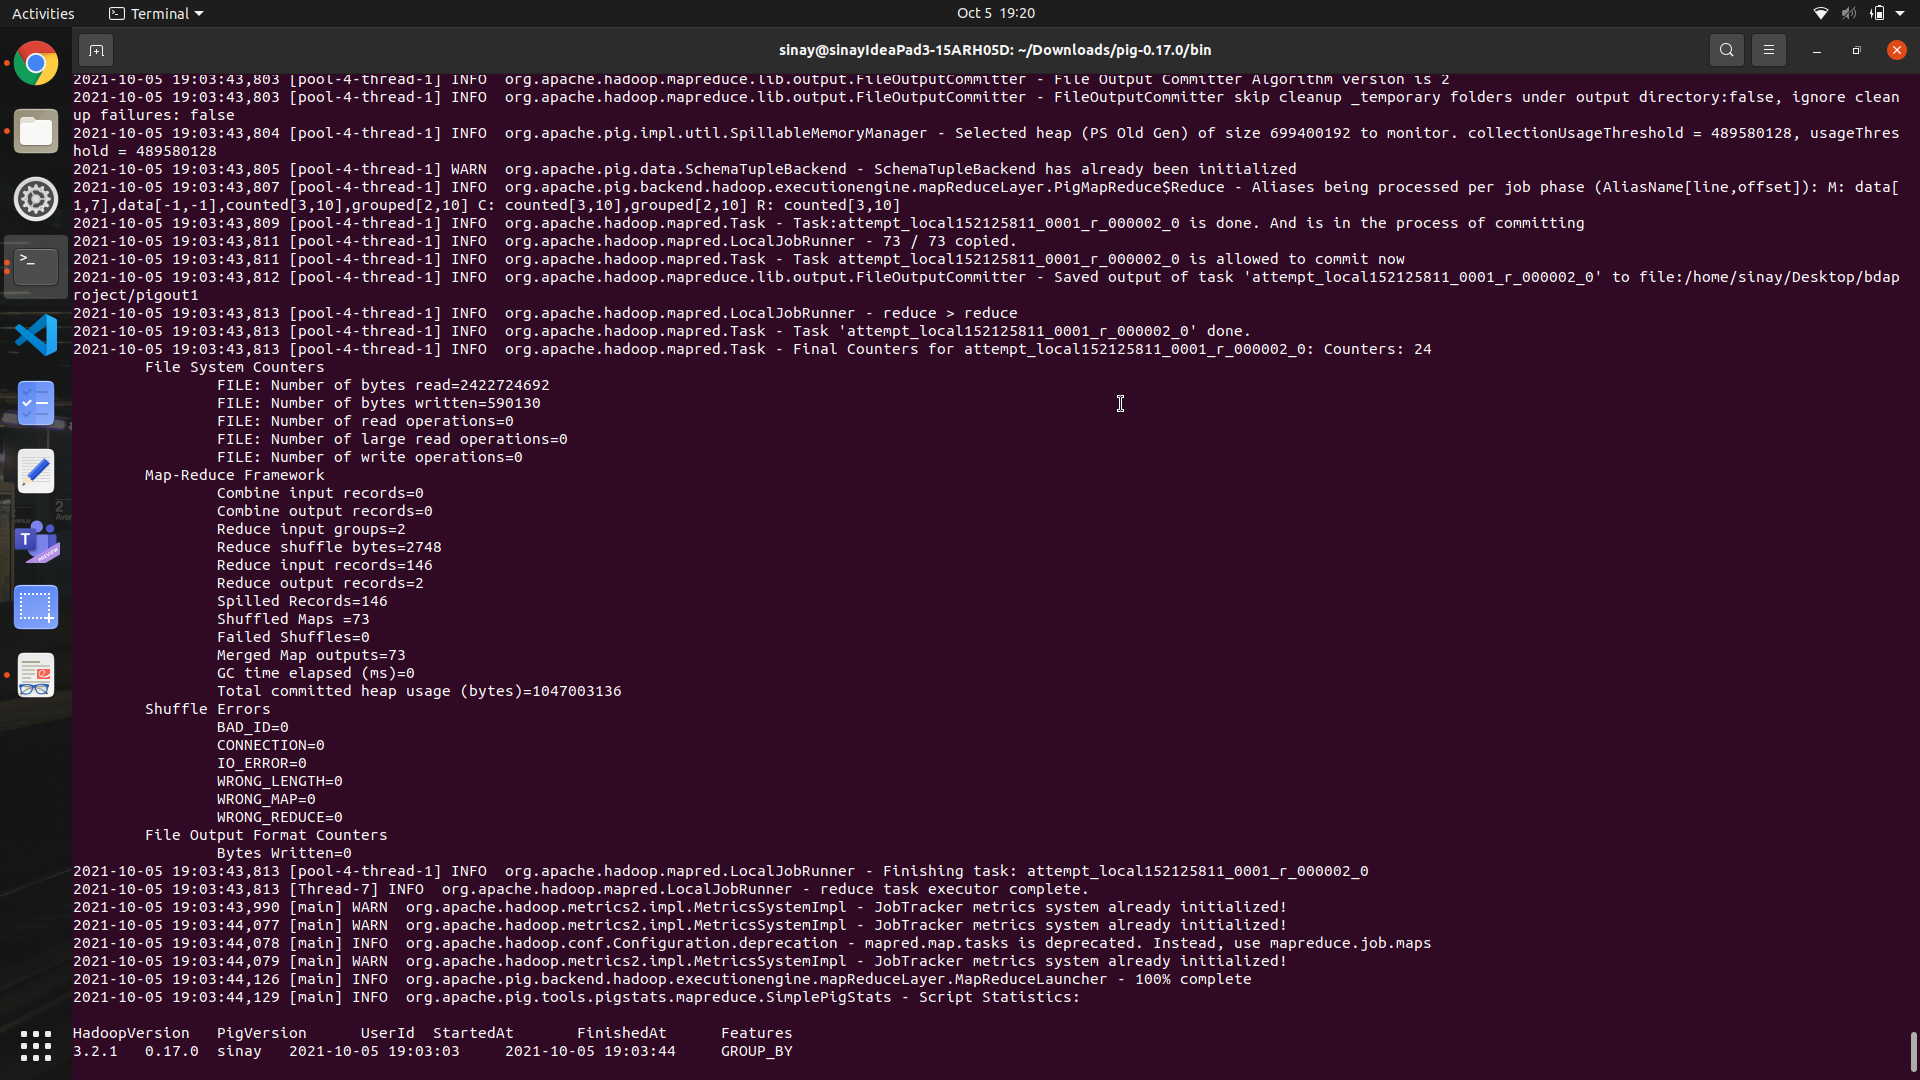 Activities
Terminal
Oct 5 19:20
sinay@sinayIdeaPad3-15ARH05D: ~/Downloads/pig-0.17.0/bin
2021-10-05 19:03:43,803 [pool-4-thread-1] INFO  org.apache.hadoop.mapreduce.lib.output.FileOutputCommitter - File Output Committer Algorithm version is 2
2021-10-05 19:03:43,803 [pool-4-thread-1] INFO  org.apache.hadoop.mapreduce.lib.output.FileOutputCommitter - FileOutputCommitter skip cleanup _temporary folders under output directory:false, ignore clean
up failures: false
2021-10-05 19:03:43,804 [pool-4-thread-1] INFO  org.apache.pig.impl.util.SpillableMemoryManager - Selected heap (PS Old Gen) of size 699400192 to monitor. collectionUsageThreshold = 489580128, usageThres
hold = 489580128
2021-10-05 19:03:43,805 [pool-4-thread-1] WARN  org.apache.pig.data.SchemaTupleBackend - SchemaTupleBackend has already been initialized
2021-10-05 19:03:43,807 [pool-4-thread-1] INFO  org.apache.pig.backend.hadoop.executionengine.mapReduceLayer.PigMapReduce$Reduce - Aliases being processed per job phase (AliasName[line,offset]): M: data[
1,7],data[-1,-1],counted[3,10],grouped[2,10] C: counted[3,10],grouped[2,10] R: counted[3,10]
2021-10-05 19:03:43,809 [pool-4-thread-1] INFO  org.apache.hadoop.mapred.Task - Task:attempt_local152125811_0001_r_000002_0 is done. And is in the process of committing
2021-10-05 19:03:43,811 [pool-4-thread-1] INFO  org.apache.hadoop.mapred.LocalJobRunner - 73 / 73 copied.
2021-10-05 19:03:43,811 [pool-4-thread-1] INFO  org.apache.hadoop.mapred.Task - Task attempt_local152125811_0001_r_000002_0 is allowed to commit now
2021-10-05 19:03:43,812 [pool-4-thread-1] INFO  org.apache.hadoop.mapreduce.lib.output.FileOutputCommitter - Saved output of task 'attempt_local152125811_0001_r_000002_0' to file:/home/sinay/Desktop/bdap
roject/pigout1
2021-10-05 19:03:43,813 [pool-4-thread-1] INFO  org.apache.hadoop.mapred.LocalJobRunner - reduce > reduce
2021-10-05 19:03:43,813 [pool-4-thread-1] INFO  org.apache.hadoop.mapred.Task - Task 'attempt_local152125811_0001_r_000002_0' done.
2021-10-05 19:03:43,813 [pool-4-thread-1] INFO  org.apache.hadoop.mapred.Task - Final Counters for attempt_local152125811_0001_r_000002_0: Counters: 24
File System Counters
FILE: Number of bytes read=2422724692
FILE: Number of bytes written=590130
FILE: Number of read operations=0
FILE: Number of large read operations=0
FILE: Number of write operations=0
Map-Reduce Framework
Combine input records=0
Combine output records=0
Reduce input groups=2
Reduce shuffle bytes=2748
Reduce input records=146
Reduce output records=2
Spilled Records=146
Shuffled Maps =73
Failed Shuffles=0
Merged Map outputs=73
GC time elapsed (ms)=0
Total committed heap usage (bytes)=1047003136
Shuffle Errors
BAD_ID=0
CONNECTION=0
IO_ERROR=0
WRONG_LENGTH=0
WRONG_MAP=0
WRONG_REDUCE=0
File Output Format Counters
Bytes Written=0
2021-10-05 19:03:43,813 [pool-4-thread-1] INFO  org.apache.hadoop.mapred.LocalJobRunner - Finishing task: attempt_local152125811_0001_r_000002_0
2021-10-05 19:03:43,813 [Thread-7] INFO  org.apache.hadoop.mapred.LocalJobRunner - reduce task executor complete.
2021-10-05 19:03:43,990 [main] WARN  org.apache.hadoop.metrics2.impl.MetricsSystemImpl - JobTracker metrics system already initialized!
2021-10-05 19:03:44,077 [main] WARN  org.apache.hadoop.metrics2.impl.MetricsSystemImpl - JobTracker metrics system already initialized!
2021-10-05 19:03:44,078 [main] INFO  org.apache.hadoop.conf.Configuration.deprecation - mapred.map.tasks is deprecated. Instead, use mapreduce.job.maps
2021-10-05 19:03:44,079 [main] WARN  org.apache.hadoop.metrics2.impl.MetricsSystemImpl - JobTracker metrics system already initialized!
2021-10-05 19:03:44,126 [main] INFO  org.apache.pig.backend.hadoop.executionengine.mapReduceLayer.MapReduceLauncher - 100% complete
2021-10-05 19:03:44,129 [main] INFO  org.apache.pig.tools.pigstats.mapreduce.SimplePigStats - Script Statistics:
HadoopVersion   PigVersion      UserId  StartedAt       FinishedAt      Features
3.2.1   0.17.0  sinay   2021-10-05 19:03:03     2021-10-05 19:03:44     GROUP_BY